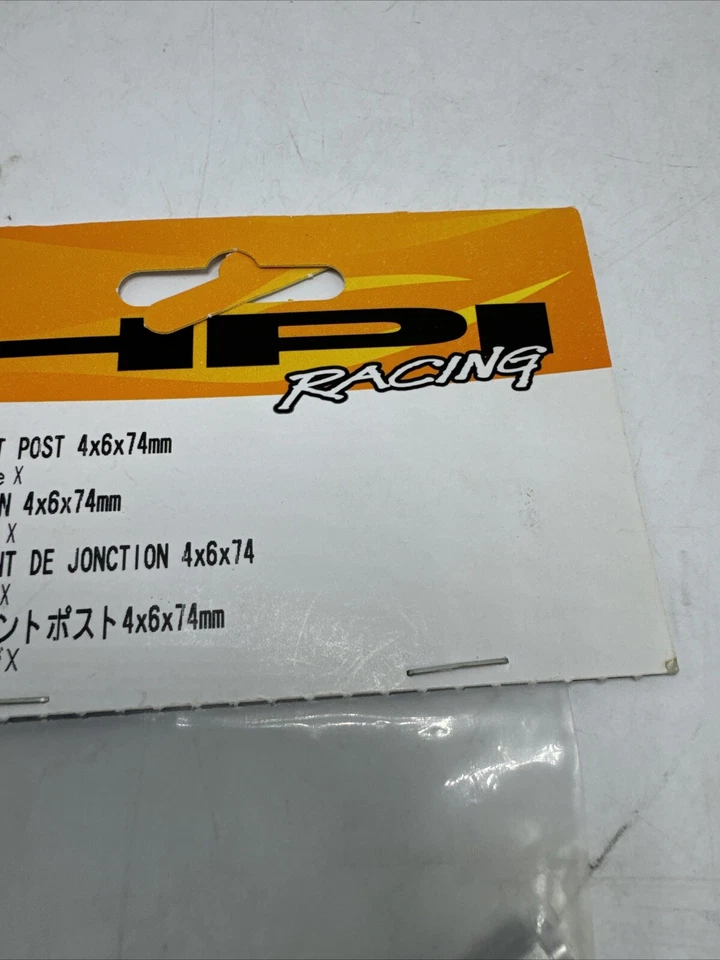 HPI
RACING
T POST 4x6x74mm
e X
N 4x6x74mm
X
NT DE JONCTION 4x6x74
X
ントポスト4x6x74mm
X